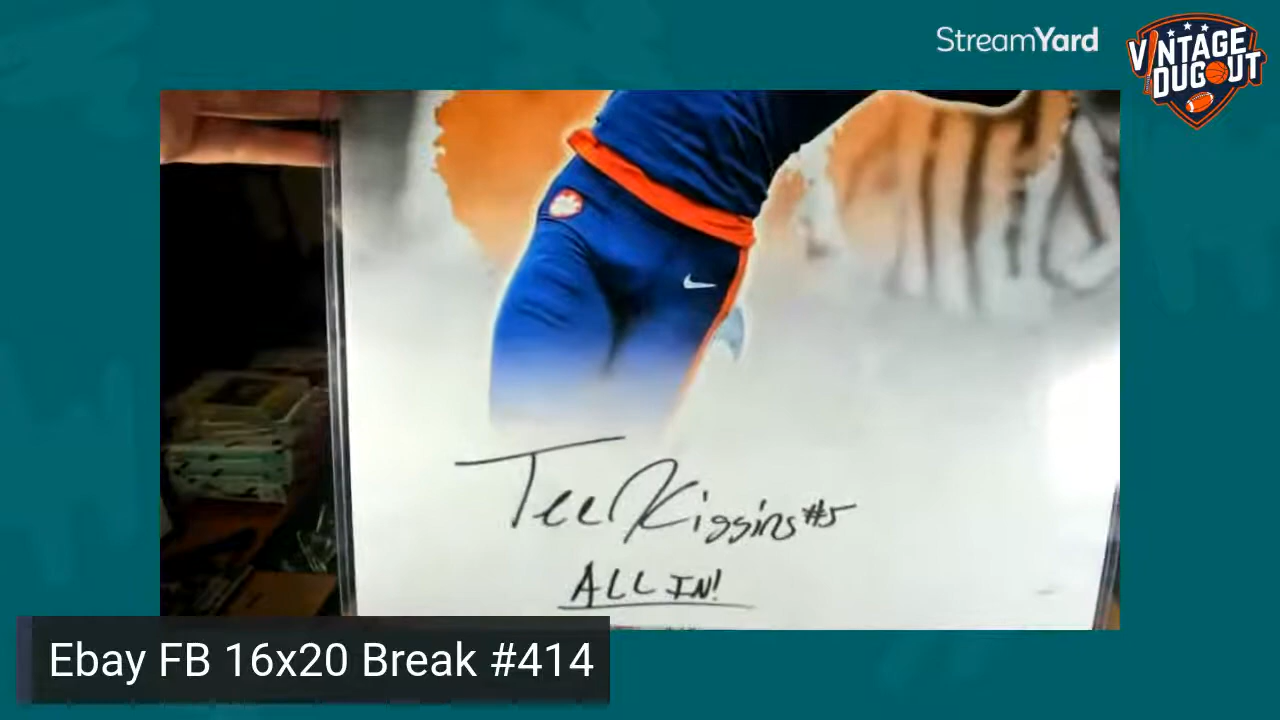 StreamYard
VINTAGE
DUGOUT
Tee Higgins #5
ALL IN!
Ebay FB 16x20 Break #414